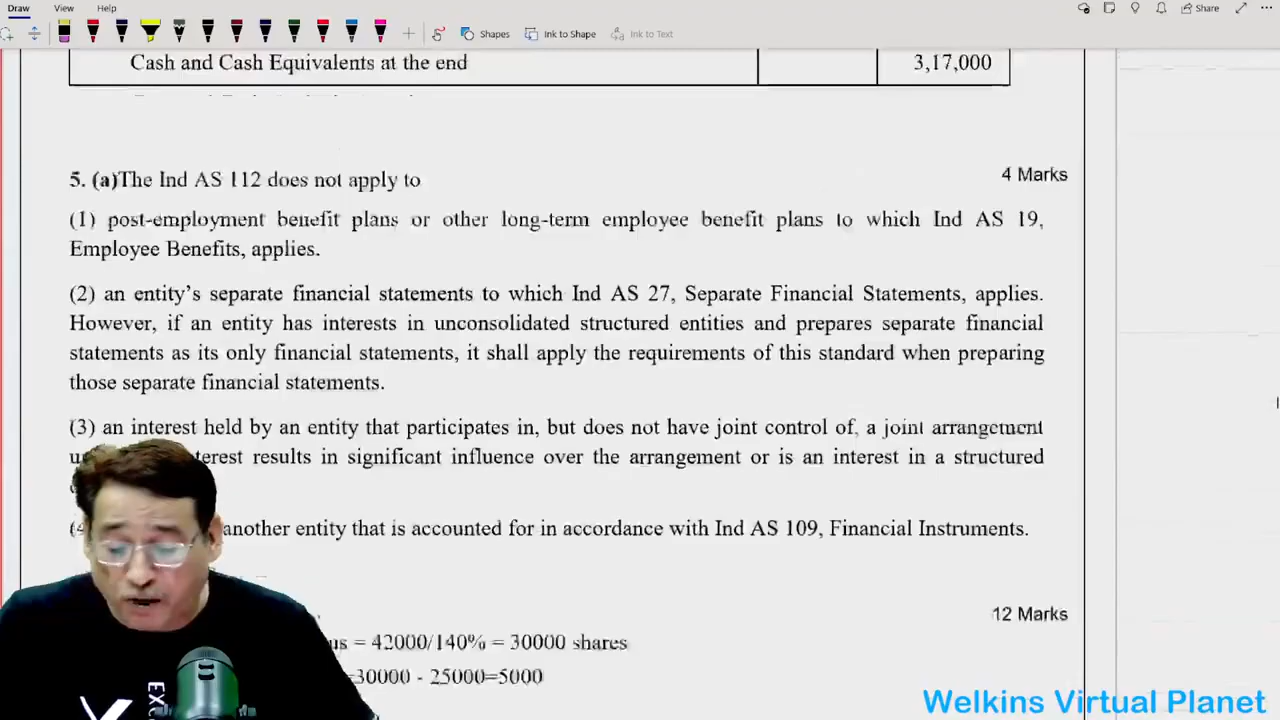 Draw View Help
Shapes Ink to Shape Ink to Text Share
Cash and Cash Equivalents at the end 3,17,000
5. (a)The Ind AS 112 does not apply to 4 Marks
(1) post-employment benefit plans or other long-term employee benefit plans to which Ind AS 19,
Employee Benefits, applies.
(2) an entity’s separate financial statements to which Ind AS 27, Separate Financial Statements, applies.
However, if an entity has interests in unconsolidated structured entities and prepares separate financial
statements as its only financial statements, it shall apply the requirements of this standard when preparing
those separate financial statements.
(3) an interest held by an entity that participates in, but does not have joint control of, a joint arrangement
results in significant influence over the arrangement or is an interest in a structured
another entity that is accounted for in accordance with Ind AS 109, Financial Instruments.
12 Marks
= 42000/140% = 30000 shares
=30000 - 25000=5000
Welkins Virtual Planet